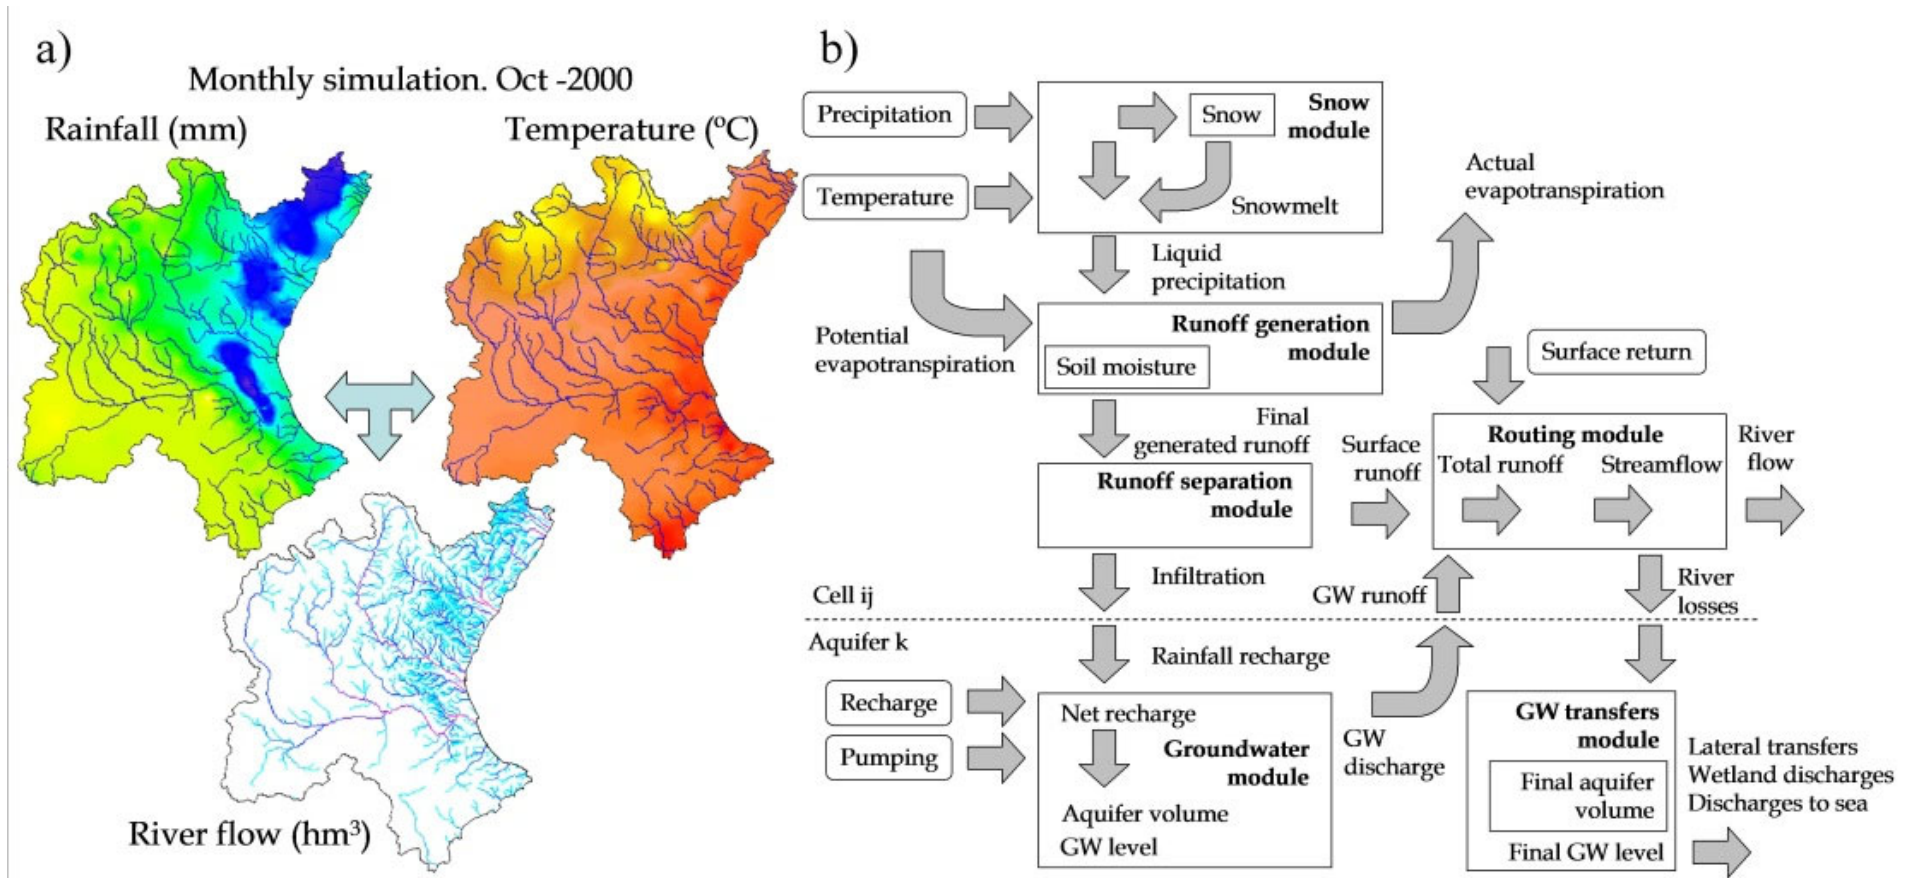 a)
Monthly simulation. Oct -2000
Rainfall (mm)
Temperature (ºC)
River flow (hm³)
b)
Precipitation
Temperature
Snow
Snow
module
Snowmelt
Actual
evapotranspiration
Liquid
precipitation
Potential
evapotranspiration
Runoff generation
module
Soil moisture
Surface return
Final
generated runoff
Surface
runoff
Routing module
Total runoff
Streamflow
River
flow
Runoff separation
module
Infiltration
GW runoff
River
losses
Cell ij
Aquifer k
Rainfall recharge
Recharge
Pumping
Net recharge
Groundwater
module
Aquifer volume
GW level
GW
discharge
GW transfers
module
Final aquifer
volume
Final GW level
Lateral transfers
Wetland discharges
Discharges to sea